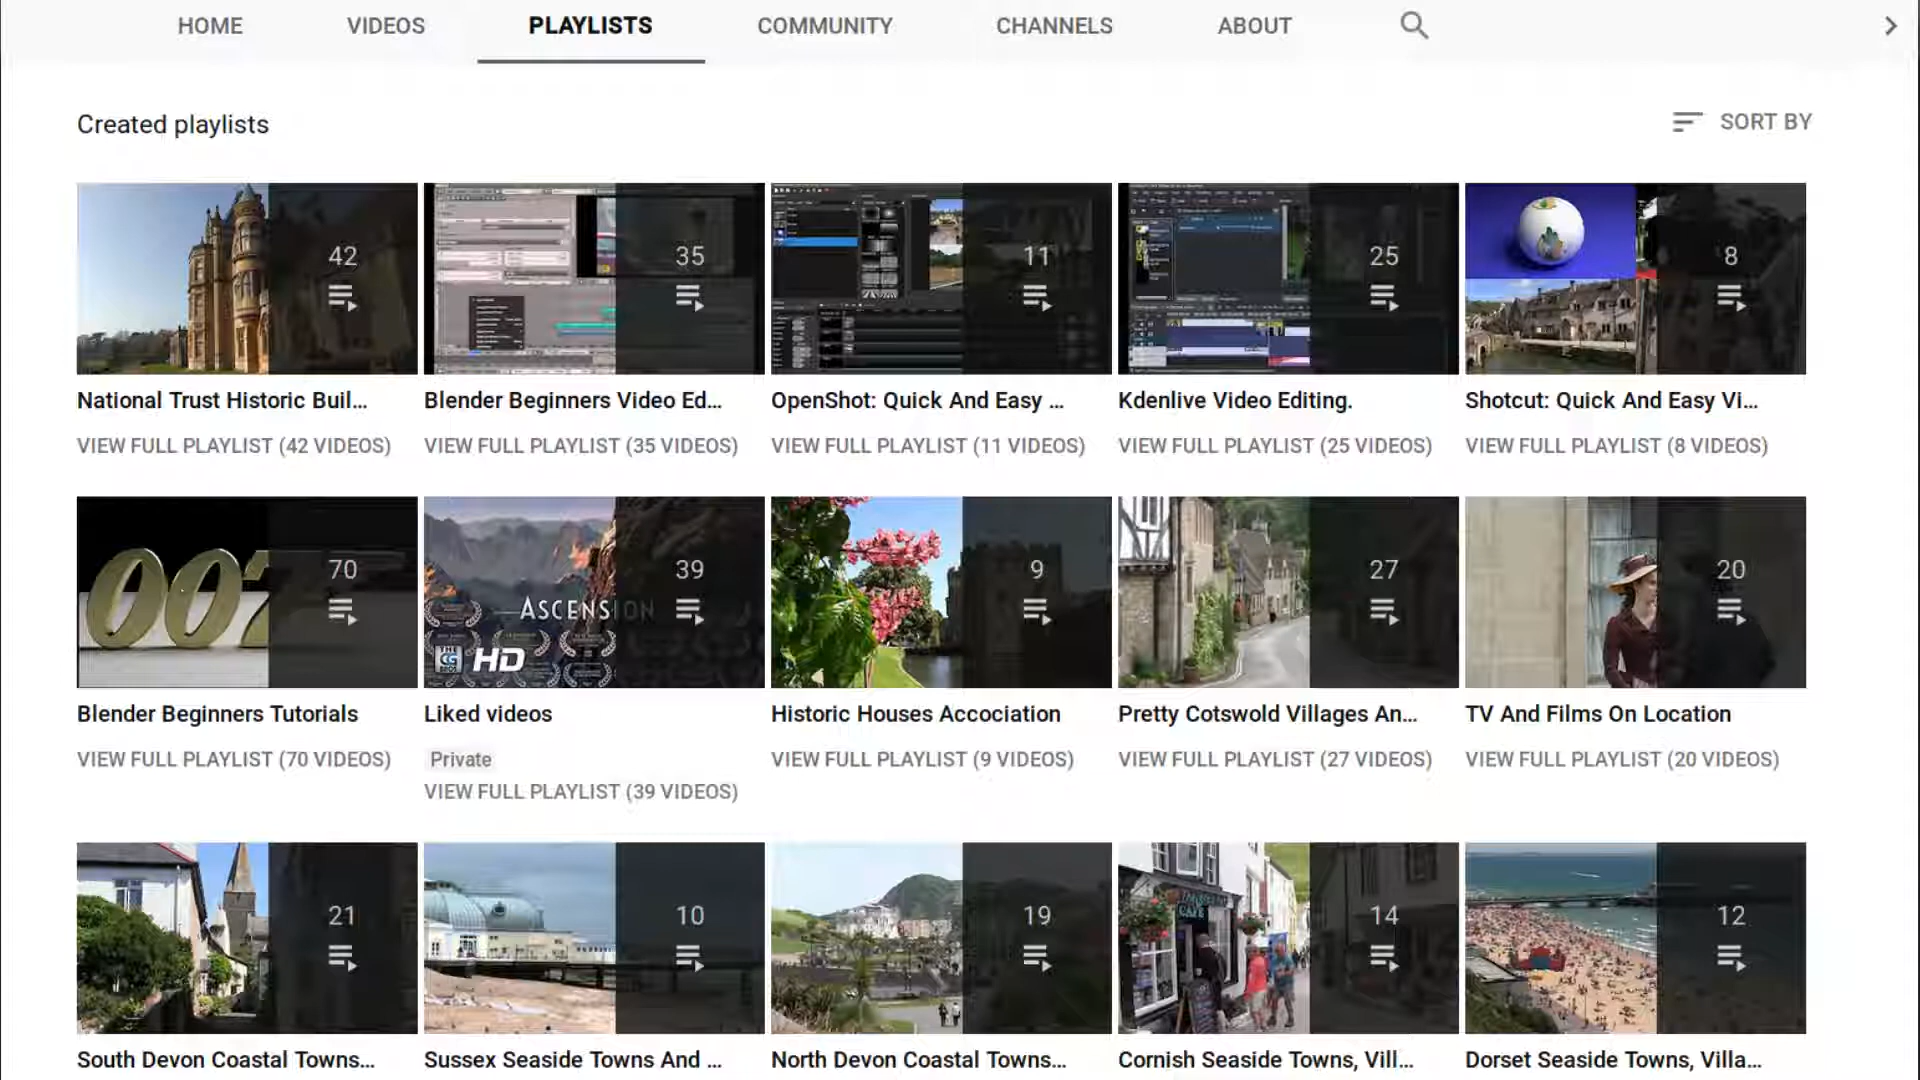 HOME VIDEOS PLAYLISTS COMMUNITY CHANNELS ABOUT
Created playlists
SORT BY
42
35
11
25
8
National Trust Historic Buil...
Blender Beginners Video Ed...
OpenShot: Quick And Easy ...
Kdenlive Video Editing.
Shotcut: Quick And Easy Vi...
VIEW FULL PLAYLIST (42 VIDEOS)
VIEW FULL PLAYLIST (35 VIDEOS)
VIEW FULL PLAYLIST (11 VIDEOS)
VIEW FULL PLAYLIST (25 VIDEOS)
VIEW FULL PLAYLIST (8 VIDEOS)
007
70
ASCENSION
THE
CG
HD
39
9
27
20
Blender Beginners Tutorials
Liked videos
Historic Houses Accociation
Pretty Cotswold Villages An...
TV And Films On Location
VIEW FULL PLAYLIST (70 VIDEOS)
Private
VIEW FULL PLAYLIST (39 VIDEOS)
VIEW FULL PLAYLIST (9 VIDEOS)
VIEW FULL PLAYLIST (27 VIDEOS)
VIEW FULL PLAYLIST (20 VIDEOS)
21
10
19
CAFE
14
12
South Devon Coastal Towns...
Sussex Seaside Towns And ...
North Devon Coastal Towns...
Cornish Seaside Towns, Vill...
Dorset Seaside Towns, Villa...